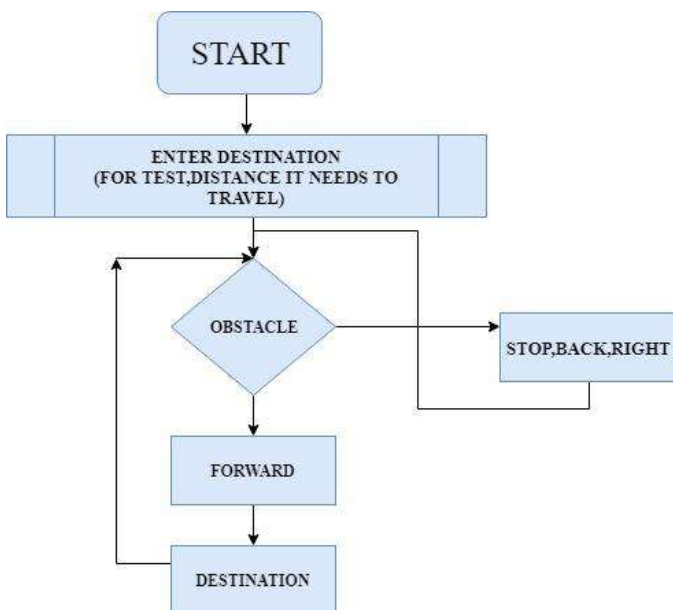 START
ENTER DESTINATION
(FOR TEST,DISTANCE IT NEEDS TO
TRAVEL)
OBSTACLE
STOP,BACK,RIGHT
FORWARD
DESTINATION